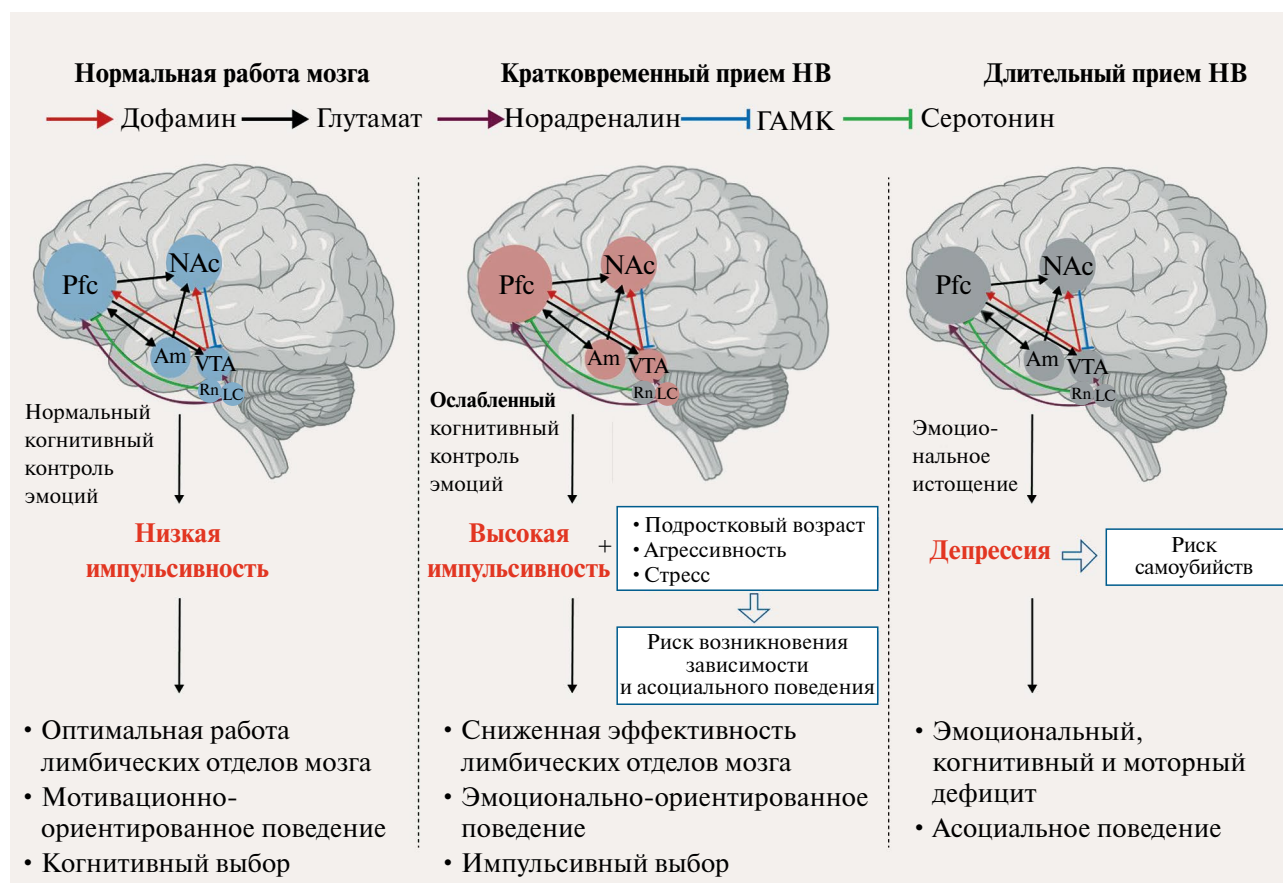 Нормальная работа мозга
Кратковременный прием НВ
Длительный прием НВ
Дофамин
Глутамат
Норадреналин
ГАМК
Серотонин
Pfc
NAc
Am
VTA
Rn
LC
Нормальный
когнитивный
контроль
эмоций
Низкая
импульсивность
• Оптимальная работа
лимбических отделов мозга
• Мотивационно-
ориентированное поведение
• Когнитивный выбор
Pfc
NAc
Am
VTA
Rn
LC
Ослабленный
когнитивный
контроль
эмоций
Высокая
импульсивность
+
• Подростковый возраст
• Агрессивность
• Стресс
Риск возникновения
зависимости
и асоциального поведения
• Сниженная эффективность
лимбических отделов мозга
• Эмоционально-ориентированное
поведение
• Импульсивный выбор
Pfc
NAc
Am
VTA
Rn
LC
Эмоцио-
нальное
истощение
Депрессия
Риск
самоубийств
• Эмоциональный,
когнитивный и моторный
дефицит
• Асоциальное поведение